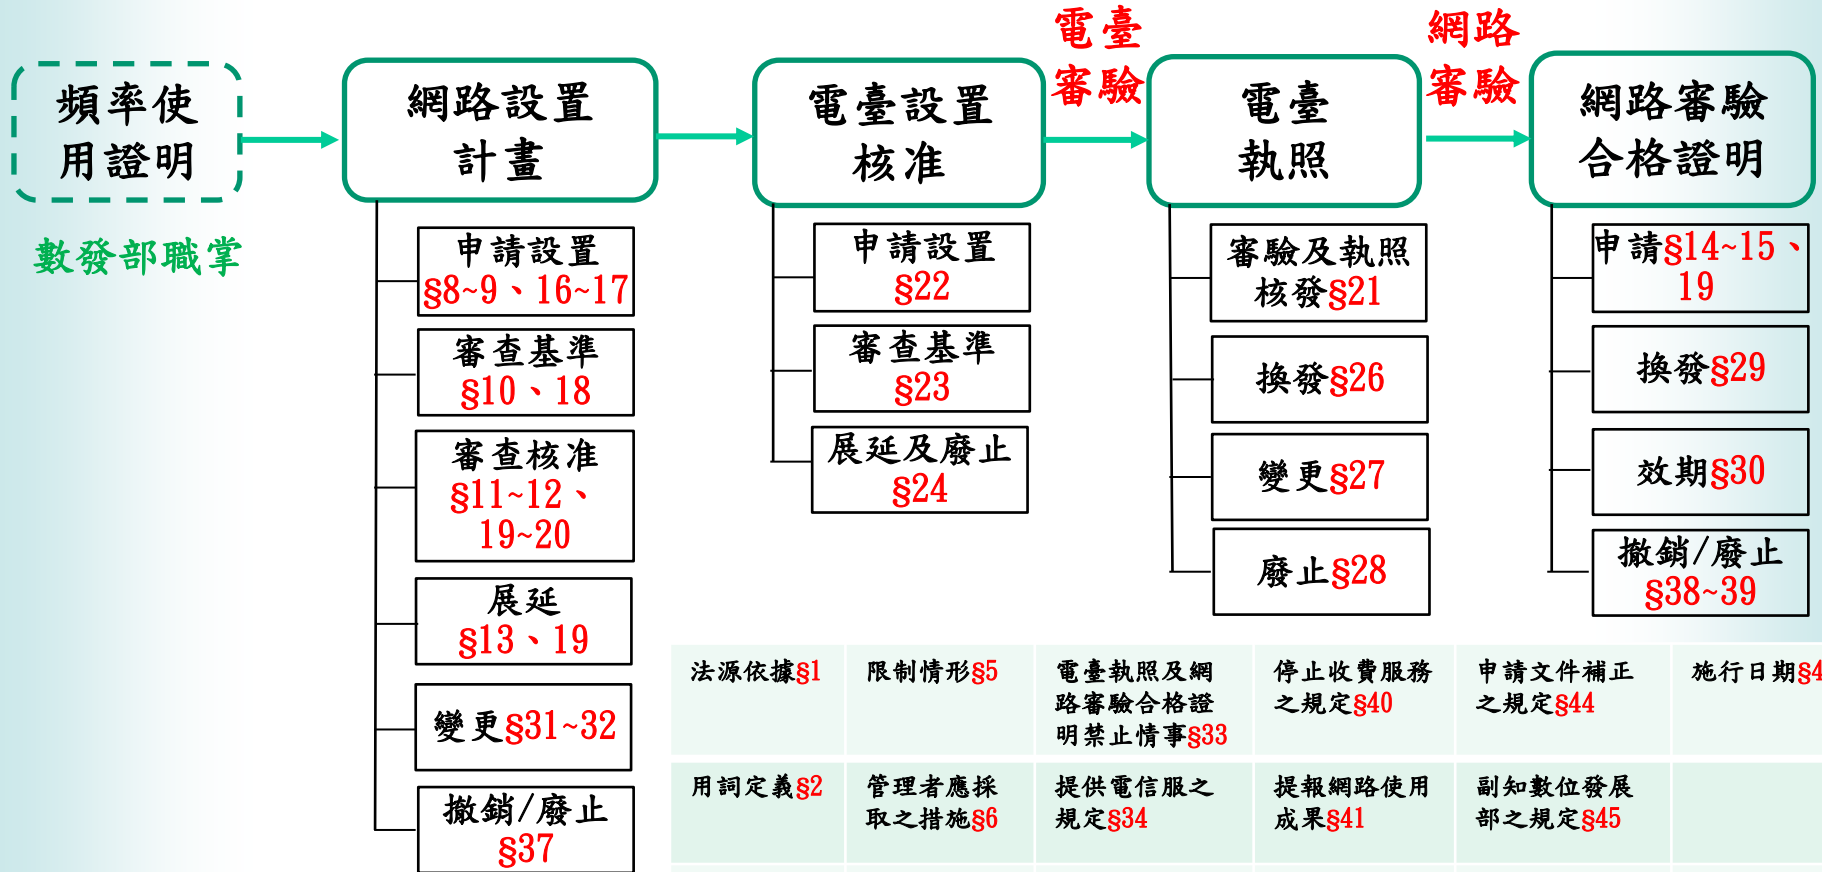 頻率使
用證明
數發部職掌
網路設置
計畫
申請設置
§8~9、16~17
審查基準
§10、18
審查核准
§11~12、
19~20
展延
§13、19
變更§31~32
撤銷/廢止
§37
電臺設置
核准
申請設置
§22
審查基準
§23
展延及廢止
§24
電臺
審驗
電臺
執照
審驗及執照
核發§21
換發§26
變更§27
廢止§28
網路
審驗
網路審驗
合格證明
申請§14~15、
19
換發§29
效期§30
撤銷/廢止
§38~39
法源依據§1
限制情形§5
電臺執照及網
路審驗合格證
明禁止情事§33
停止收費服務
之規定§40
申請文件補正
之規定§44
施行日期§4
用詞定義§2
管理者應採
取之措施§6
提供電信服之
規定§34
提報網路使用
成果§41
副知數位發展
部之規定§45